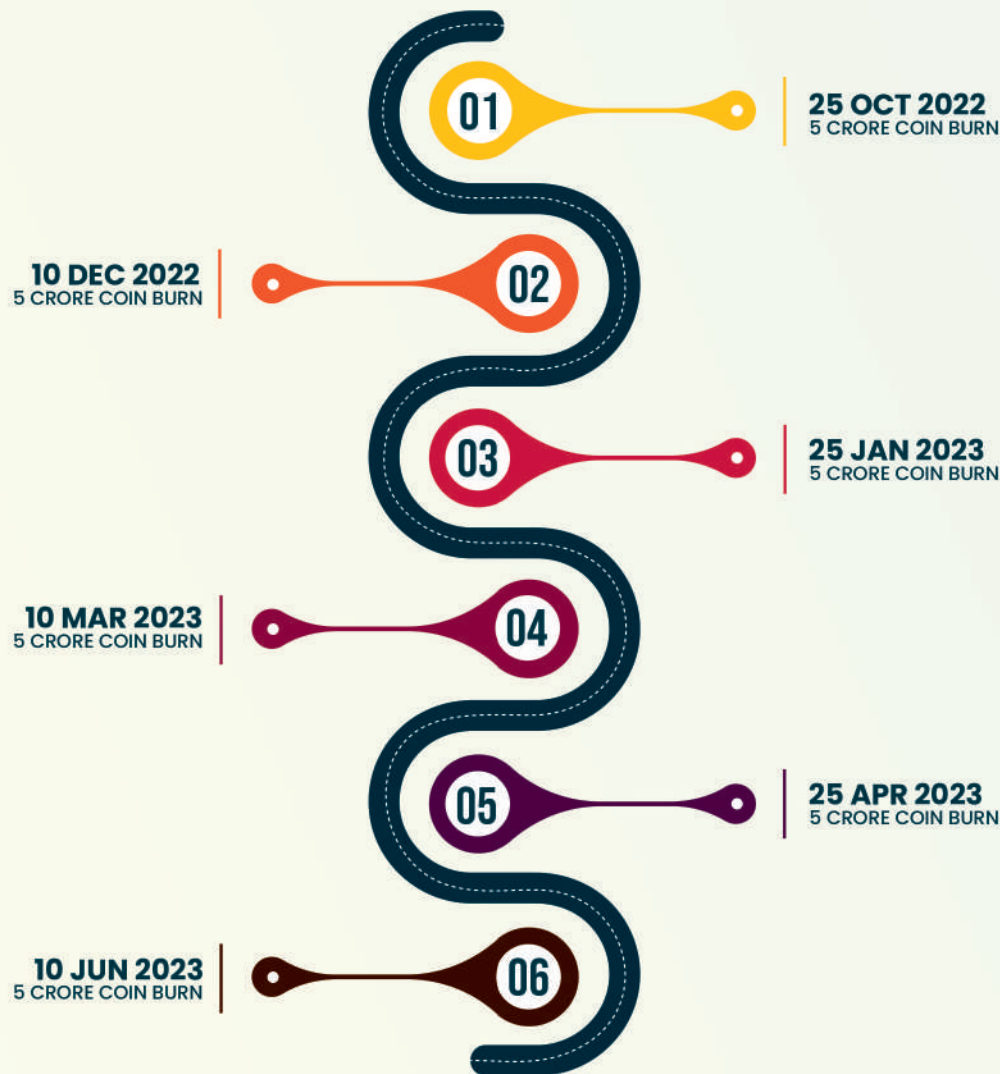 01
25 OCT 2022
5 CRORE COIN BURN
10 DEC 2022
5 CRORE COIN BURN
02
03
25 JAN 2023
5 CRORE COIN BURN
10 MAR 2023
5 CRORE COIN BURN
04
05
25 APR 2023
5 CRORE COIN BURN
10 JUN 2023
5 CRORE COIN BURN
06